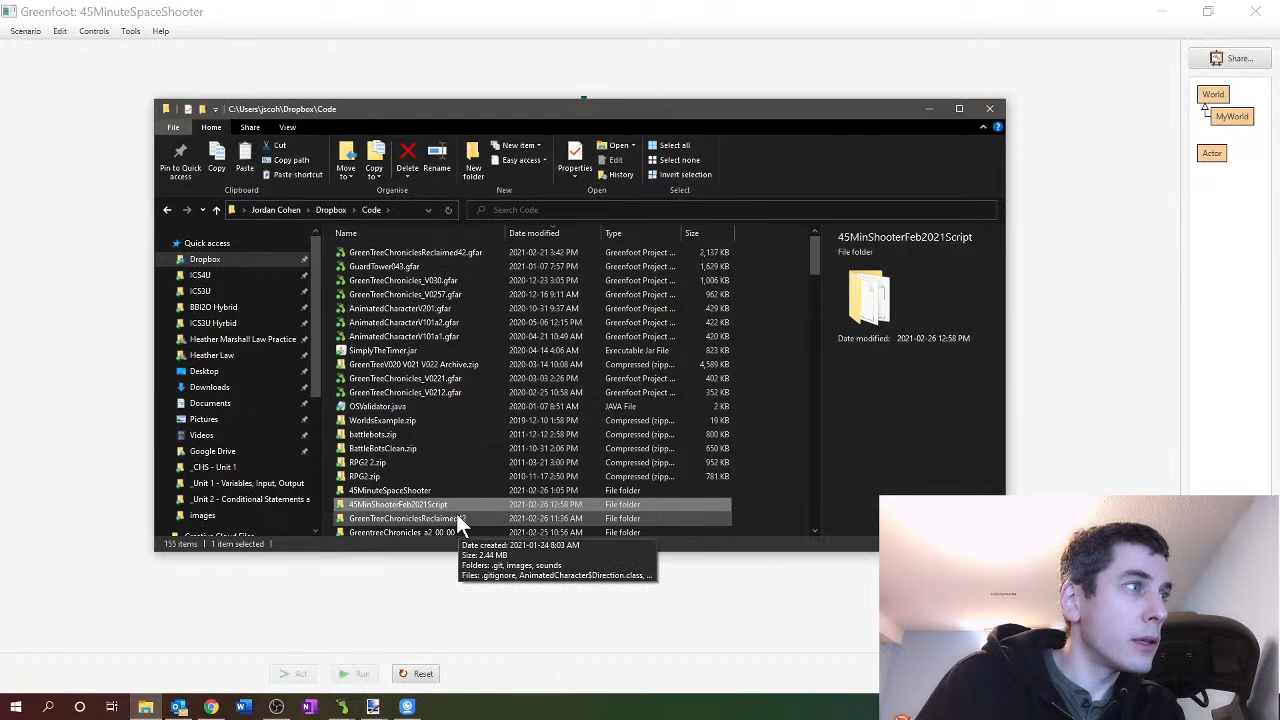 Greenfoot: 45MinuteSpaceShooter
Scenario Edit Controls Tools Help
Share...
World
MyWorld
Actor
C:\Users\jscoh\Dropbox\Code
File Home Share View
Pin to Quick access
Copy
Paste
Cut
Copy path
Paste shortcut
Clipboard
Move to
Copy to
Delete
Rename
Organise
New folder
New item
Easy access
New
Properties
Open
Edit
History
Open
Select all
Select none
Invert selection
Select
Jordan Cohen > Dropbox > Code >
Search Code
Quick access
Dropbox
ICS4U
ICS3U
BBI2O Hybrid
ICS3U Hybrid
Heather Marshall Law Practice
Heather Law
Desktop
Downloads
Documents
Pictures
Videos
Google Drive
_CHS - Unit 1
_Unit 1 - Variables, Input, Output
_Unit 2 - Conditional Statements a
images
Name Date modified Type Size
GreenTreeChroniclesReclaimed42.gfar 2021-02-21 3:42 PM Greenfoot Project ... 2,137 KB
GuardTower043.gfar 2021-01-07 7:57 PM Greenfoot Project ... 1,629 KB
GreenTreeChronicles_V030.gfar 2020-12-23 3:05 PM Greenfoot Project ... 1,006 KB
GreenTreeChronicles_V0257.gfar 2020-12-16 9:11 AM Greenfoot Project ... 962 KB
AnimatedCharacterV201.gfar 2020-10-31 9:37 AM Greenfoot Project ... 429 KB
AnimatedCharacterV101a2.gfar 2020-05-06 12:15 PM Greenfoot Project ... 422 KB
AnimatedCharacterV101a1.gfar 2020-04-21 10:49 AM Greenfoot Project ... 420 KB
SimplyTheTimer.jar 2020-04-14 4:06 AM Executable Jar File 823 KB
GreenTreeV020 V021 V022 Archive.zip 2020-03-14 10:08 AM Compressed (zipp... 4,589 KB
GreenTreeChronicles_V0221.gfar 2020-03-03 2:26 PM Greenfoot Project ... 402 KB
GreenTreeChronicles_V0212.gfar 2020-02-25 10:58 AM Greenfoot Project ... 352 KB
OSValidator.java 2020-01-07 8:51 AM JAVA File 2 KB
WorldsExample.zip 2019-12-10 1:58 PM Compressed (zipp... 19 KB
battlebots.zip 2011-12-12 2:58 PM Compressed (zipp... 800 KB
BattleBotsClean.zip 2011-10-31 2:06 PM Compressed (zipp... 650 KB
RPG2 2.zip 2011-03-21 3:00 PM Compressed (zipp... 952 KB
RPG2.zip 2010-11-17 2:50 PM Compressed (zipp... 781 KB
45MinuteSpaceShooter 2021-02-26 1:05 PM File folder
45MinShooterFeb2021Script 2021-02-26 12:58 PM File folder
GreenTreeChroniclesReclaimed 2021-02-26 11:36 AM File folder
GreentreeChronicles a2 00 00 2021-02-25 10:56 AM File folder
45MinShooterFeb2021Script
File folder
Date modified: 2021-02-26 12:58 PM
155 items 1 item selected
Date created: 2021-01-24 8:03 AM
Size: 2.44 MB
Folders: .git, images, sounds
Files: .gitignore, AnimatedCharacter$Direction.class, ...
Act Run Reset